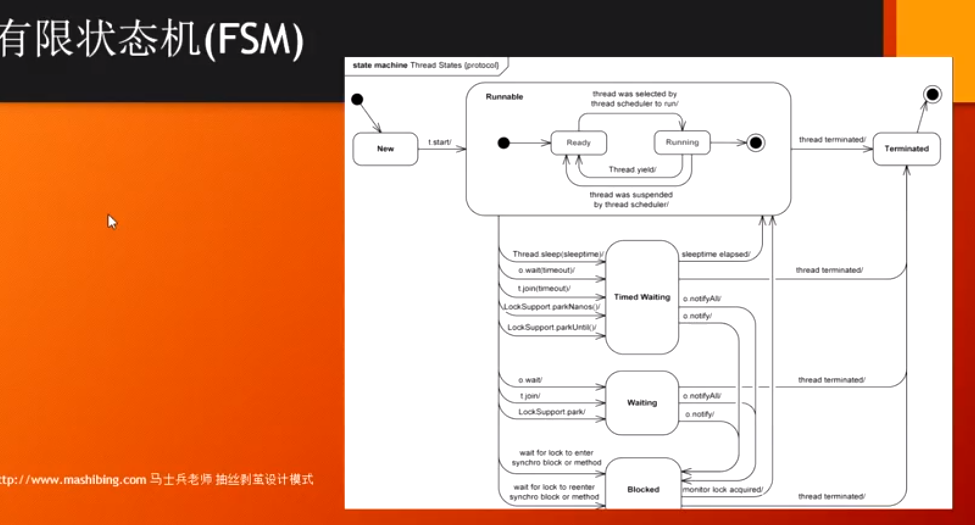 有限状态机(FSM)
state machine Thread States {protocol}
Runnable
thread was selected by
thread scheduler to run/
New
t.start/
Ready
Running
thread terminated/
Terminated
Thread.yield/
thread was suspended
by thread scheduler/
Thread.sleep(sleeptime)/
sleeptime elapsed/
o.wait(timeout)/
thread terminated/
t.join(timeout)/
Timed Waiting
o.notifyAll/
LockSupport.parkNanos()/
o.notify/
LockSupport.parkUntil()/
o.wait/
thread terminated/
t.join/
o.notifyAll/
Waiting
LockSupport.park/
o.notify/
wait for lock to enter
synchro block or method
wait for lock to reenter
synchro block or method
Blocked
monitor lock acquired/
thread terminated/
ttp://www.mashibing.com 马士兵老师 抽丝剥茧设计模式